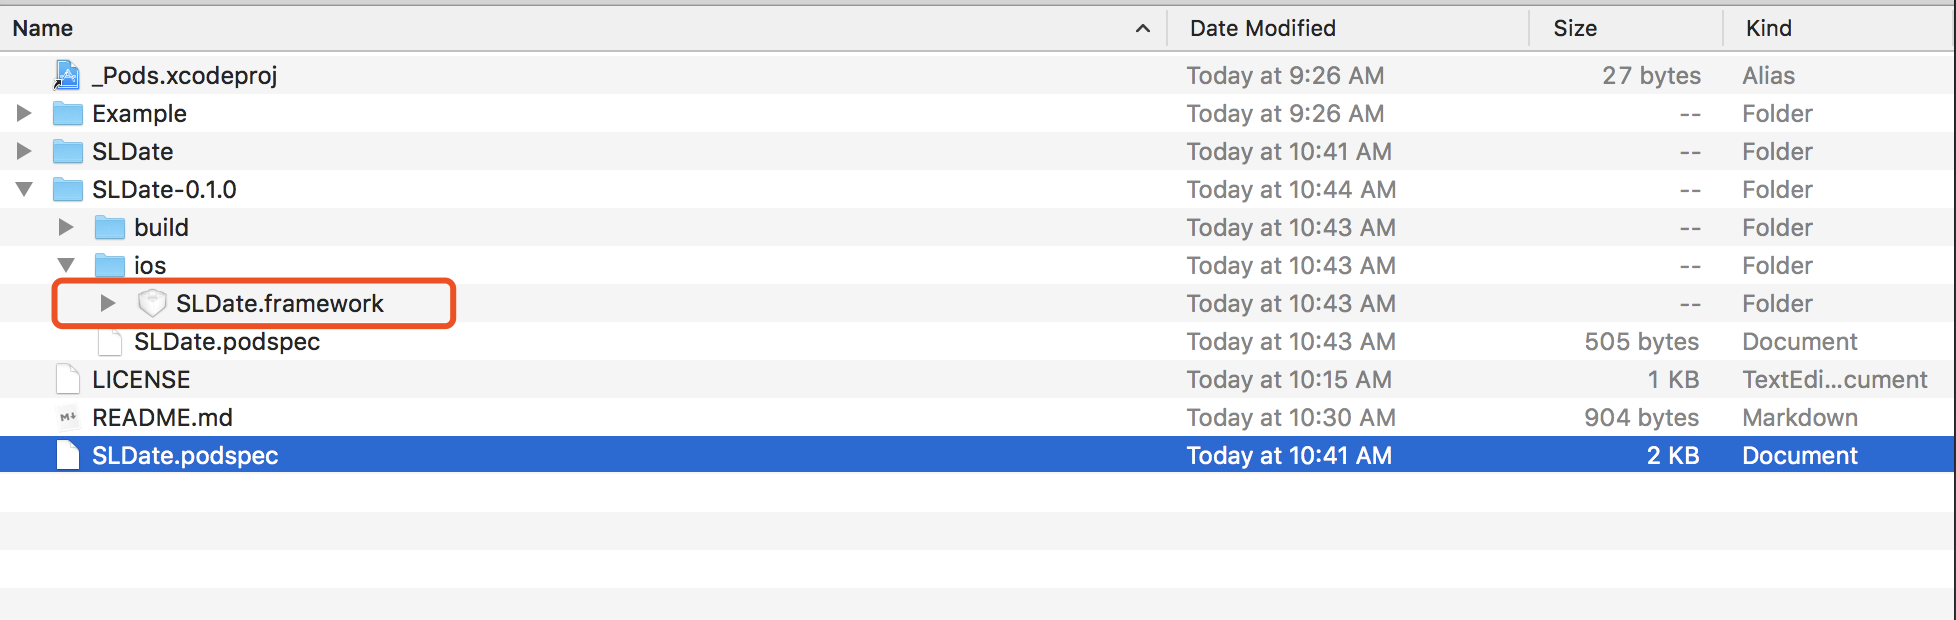 Name Date Modified Size Kind
_Pods.xcodeproj Today at 9:26 AM 27 bytes Alias
Example Today at 9:26 AM -- Folder
SLDate Today at 10:41 AM -- Folder
SLDate-0.1.0 Today at 10:44 AM -- Folder
build Today at 10:43 AM -- Folder
ios Today at 10:43 AM -- Folder
SLDate.framework Today at 10:43 AM -- Folder
SLDate.podspec Today at 10:43 AM 505 bytes Document
LICENSE Today at 10:15 AM 1 KB TextEdi...cument
M↓ README.md Today at 10:30 AM 904 bytes Markdown
SLDate.podspec Today at 10:41 AM 2 KB Document